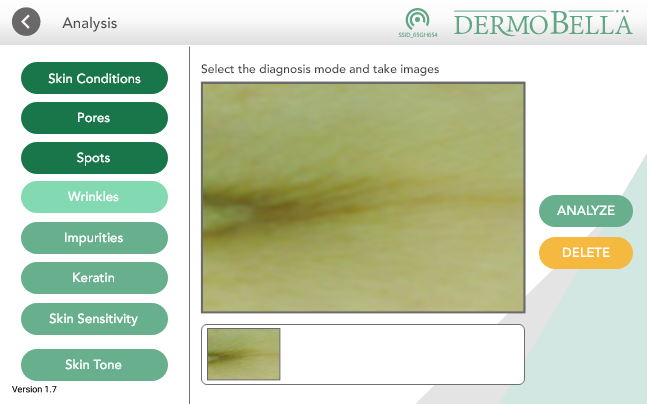 Analysis
SSID_65GH654
DERMOBELLA
Select the diagnosis mode and take images
Skin Conditions
Pores
Spots
Wrinkles
Impurities
Keratin
Skin Sensitivity
Skin Tone
ANALYZE
DELETE
Version 1.7